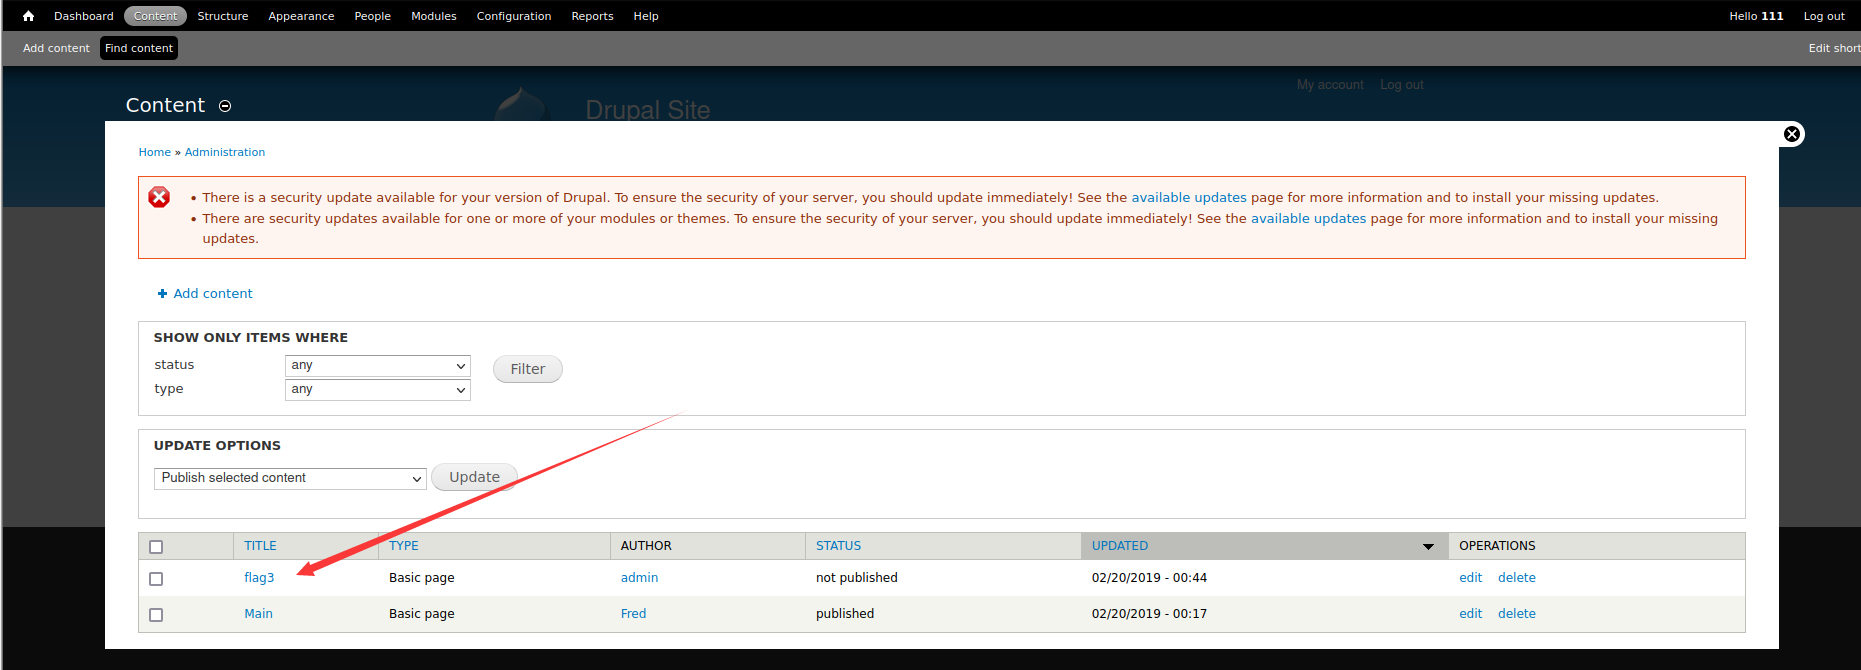 Dashboard Content Structure Appearance People Modules Configuration Reports Help Hello 111 Log out
Add content Find content Edit short
My account Log out
Content Drupal Site
Home » Administration
• There is a security update available for your version of Drupal. To ensure the security of your server, you should update immediately! See the available updates page for more information and to install your missing updates.
• There are security updates available for one or more of your modules or themes. To ensure the security of your server, you should update immediately! See the available updates page for more information and to install your missing
updates.
Add content
SHOW ONLY ITEMS WHERE
status any Filter
type any
UPDATE OPTIONS
Publish selected content Update
TITLE TYPE AUTHOR STATUS UPDATED OPERATIONS
flag3 Basic page admin not published 02/20/2019 - 00:44 edit delete
Main Basic page Fred published 02/20/2019 - 00:17 edit delete